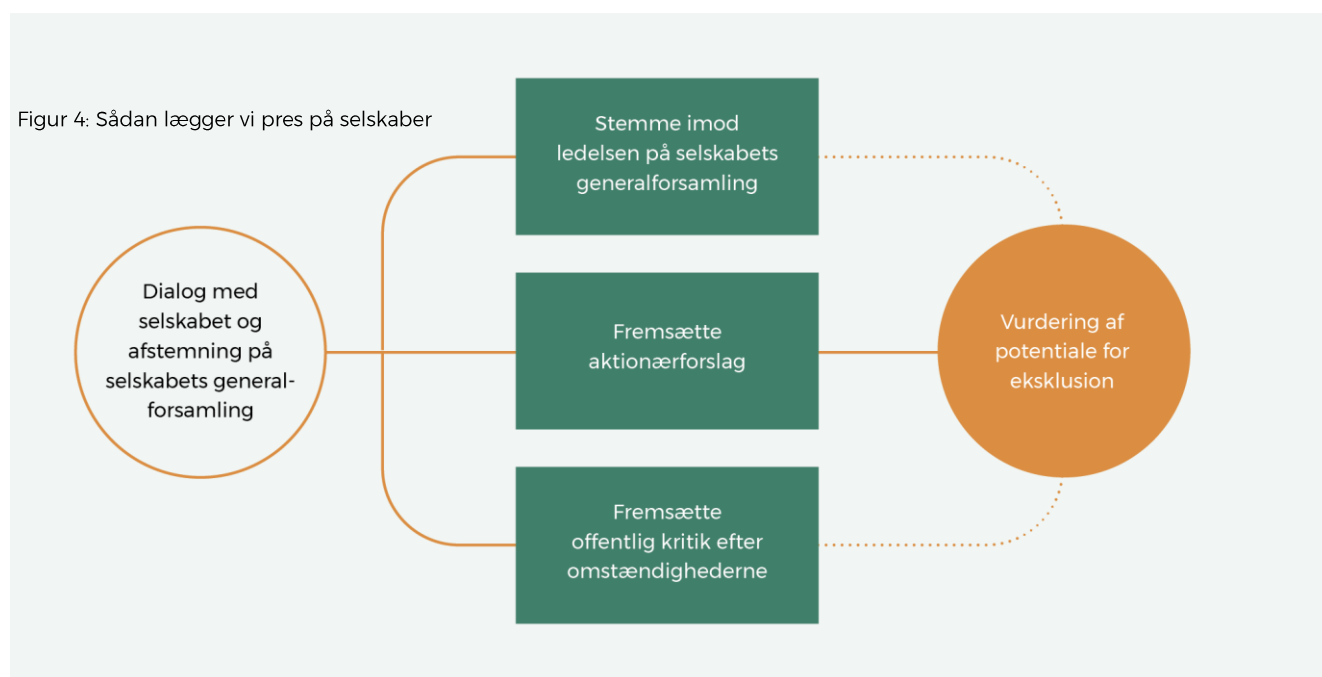 Figur 4: Sådan lægger vi pres på selskaber
Dialog med
selskabet og
afstemning på
selskabets general-
forsamling
Stemme imod
ledelsen på selskabets
generalforsamling
Fremsætte
aktionærforslag
Fremsætte
offentlig kritik efter
omstændighederne
Vurdering af
potentiale for
eksklusion